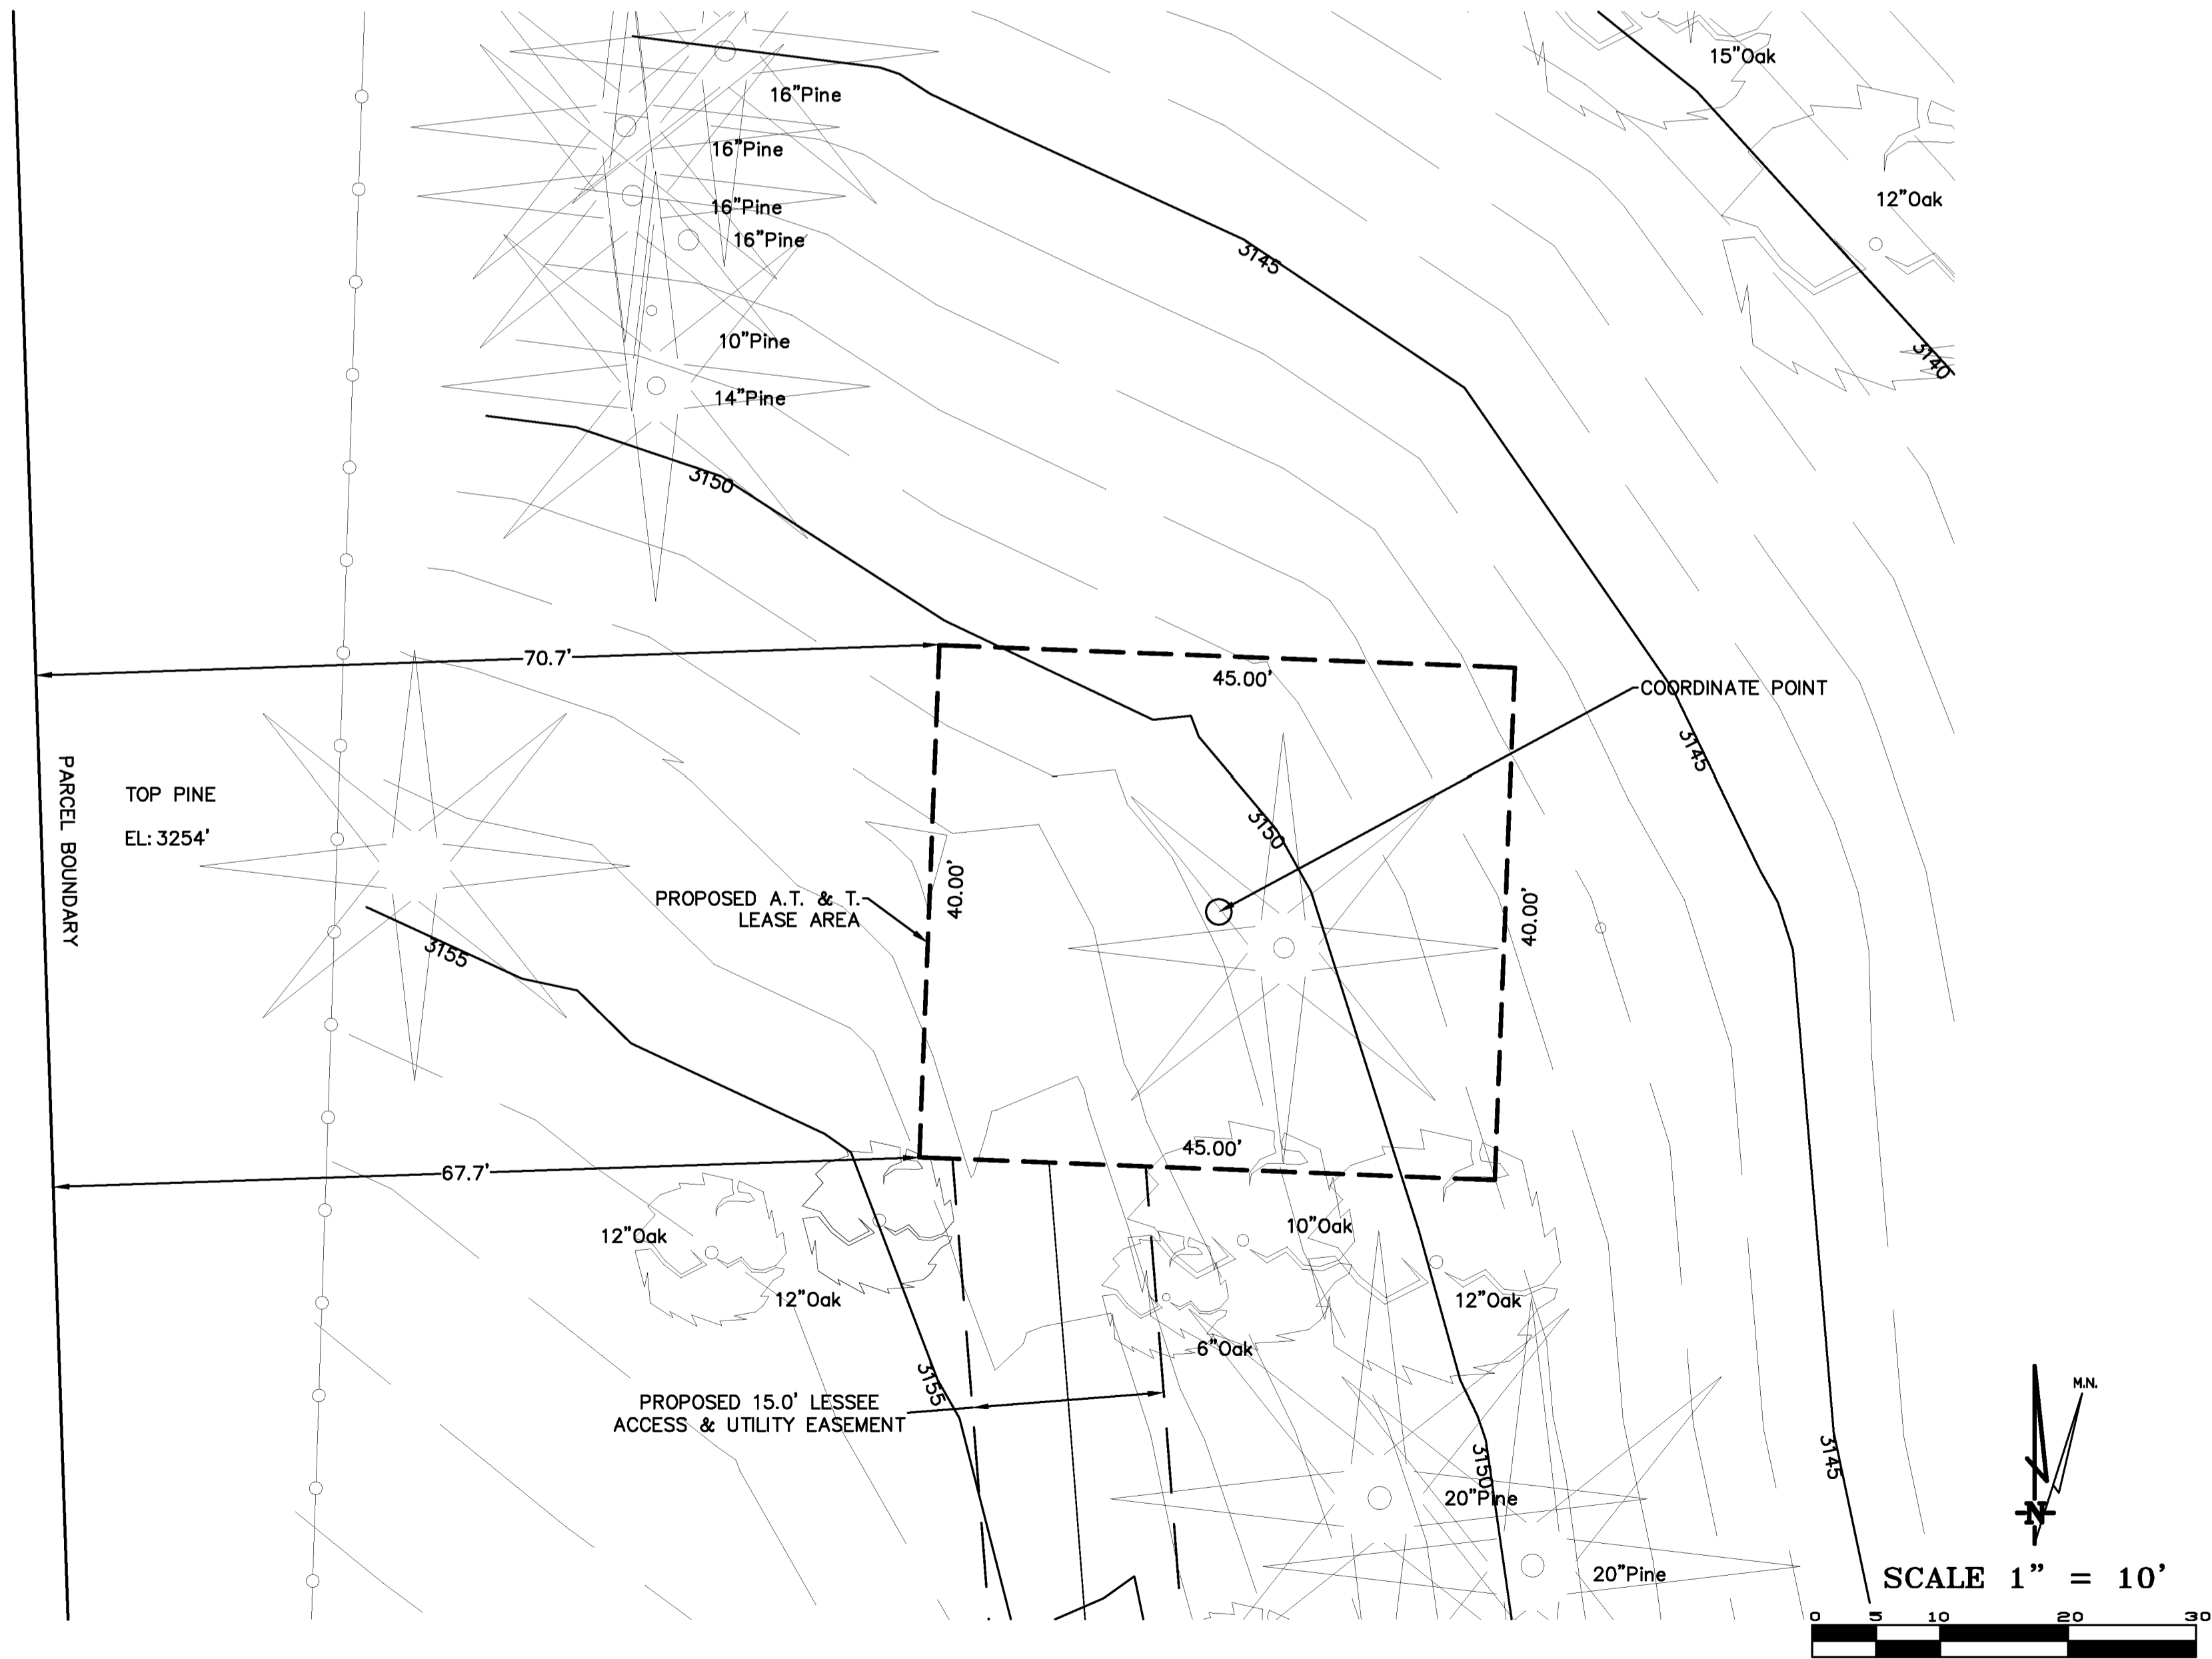 15"Oak
16"Pine
16"Pine
12"Oak
16"Pine
16"Pine
3145
10"Pine
3140
14"Pine
3150
70.7'
45.00'
COORDINATE POINT
3145
PARCEL BOUNDARY
TOP PINE
EL: 3254'
3150
PROPOSED A.T. & T.
LEASE AREA
40.00'
40.00'
3155
45.00'
67.7'
12"Oak
10"Oak
12"Oak
12"Oak
6"Oak
3155
PROPOSED 15.0' LESSEE
ACCESS & UTILITY EASEMENT
M.N.
3150
3145
20"Pine
N
20"Pine
SCALE 1" = 10'
0 5 10 20 30